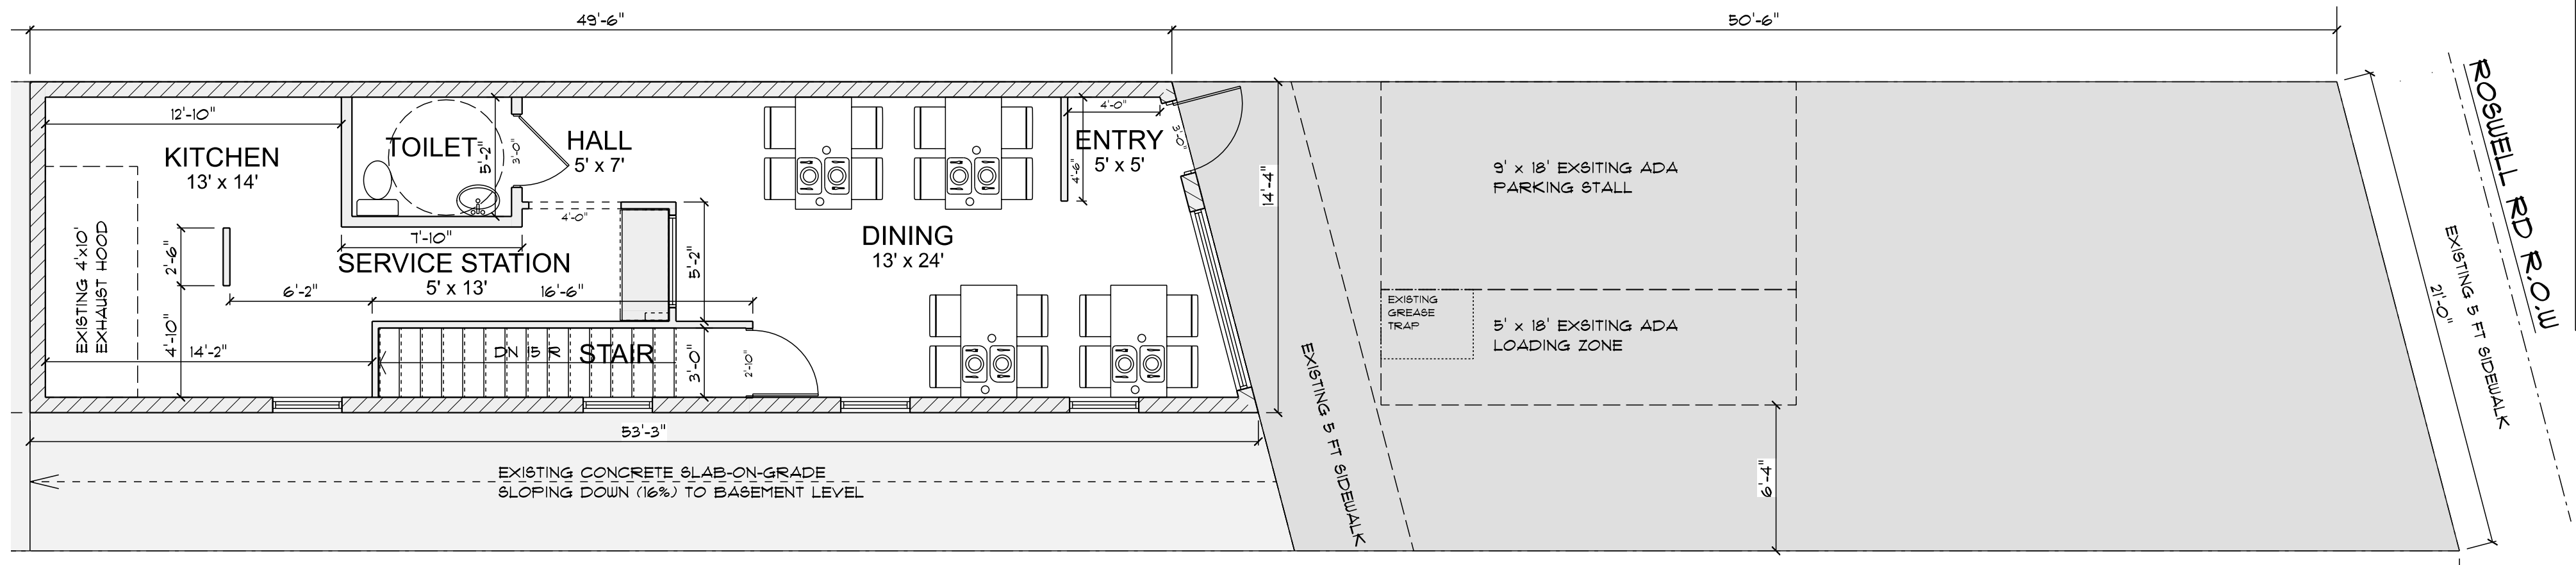 49'-6"
50'-6"
12'-10"
KITCHEN
13' x 14'
TOILET
5'-2"
3'-0"
HALL
5' x 7'
4'-0"
ENTRY
5' x 5'
4'-6"
3'-0"
14'-4"
9' x 18' EXSITING ADA
PARKING STALL
ROSWELL RD R.O.W
EXISTING 4'x10'
EXHAUST HOOD
2'-6"
4'-10"
7'-10"
4'-0"
SERVICE STATION
5' x 13'
6'-2"
16'-6"
5'-2"
DINING
13' x 24'
14'-2"
DN 15 R
STAIR
3'-0"
2'-10"
EXISTING
GREASE
TRAP
5' x 18' EXSITING ADA
LOADING ZONE
21'-0"
EXISTING 5 FT SIDEWALK
EXISTING 5 FT SIDEWALK
53'-3"
6'-4"
EXISTING CONCRETE SLAB-ON-GRADE
SLOPING DOWN (16%) TO BASEMENT LEVEL